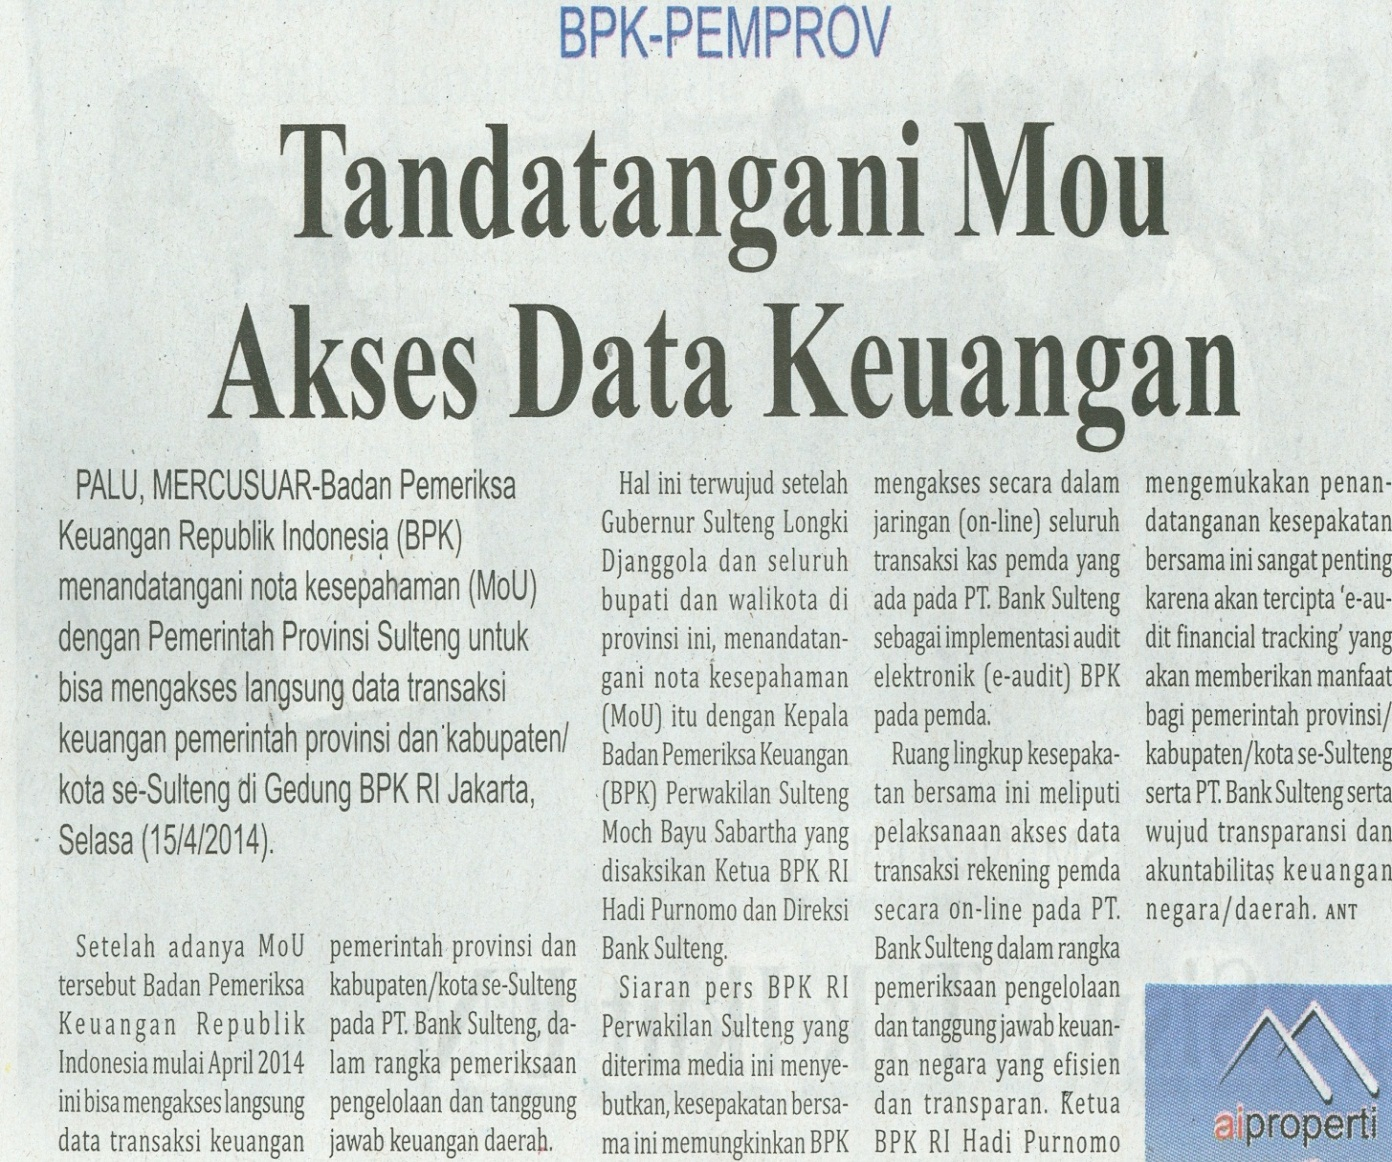 BPK-PEMPROV
Tandatangani Mou
Akses Data Keuangan
PALU, MERCUSUAR-Badan Pemeriksa
Keuangan Republik Indonesia (BPK)
menandatangani nota kesepahaman (MoU)
dengan Pemerintah Provinsi Sulteng untuk
bisa mengakses langsung data transaksi
keuangan pemerintah provinsi dan kabupaten/
kota se-Sulteng di Gedung BPK RI Jakarta,
Selasa (15/4/2014).
Setelah adanya MoU
tersebut Badan Pemeriksa
Keuangan Republik
Indonesia mulai April 2014
ini bisa mengakses langsung
data transaksi keuangan
pemerintah provinsi dan
kabupaten/kota se-Sulteng
pada PT. Bank Sulteng, da-
lam rangka pemeriksaan
pengelolaan dan tanggung
jawab keuangan daerah.
Hal ini terwujud setelah
Gubernur Sulteng Longki
Djanggola dan seluruh
bupati dan walikota di
provinsi ini, menandatan-
gani nota kesepahaman
(MoU) itu dengan Kepala
Badan Pemeriksa Keuangan
(BPK) Perwakilan Sulteng
Moch Bayu Sabartha yang
disaksikan Ketua BPK RI
Hadi Purnomo dan Direksi
Bank Sulteng.
Siaran pers BPK RI
Perwakilan Sulteng yang
diterima media ini menye-
butkan, kesepakatan bersa-
ma ini memungkinkan BPK
mengakses secara dalam
jaringan (on-line) seluruh
transaksi kas pemda yang
ada pada PT. Bank Sulteng
sebagai implementasi audit
elektronik (e-audit) BPK
pada pemda.
Ruang lingkup kesepaka-
tan bersama ini meliputi
pelaksanaan akses data
transaksi rekening pemda
secara on-line pada PT.
Bank Sulteng dalam rangka
pemeriksaan pengelolaan
dan tanggung jawab keuan-
gan negara yang efisien
dan transparan. Ketua
BPK RI Hadi Purnomo
mengemukakan penan-
datanganan kesepakatan
bersama ini sangat penting
karena akan tercipta 'e-au-
dit financial tracking' yang
akan memberikan manfaat
bagi pemerintah provinsi/
kabupaten/kota se-Sulteng
serta PT. Bank Sulteng serta
wujud transparansi dan
akuntabilitas keuangan
negara/daerah. ANT
aiproperti